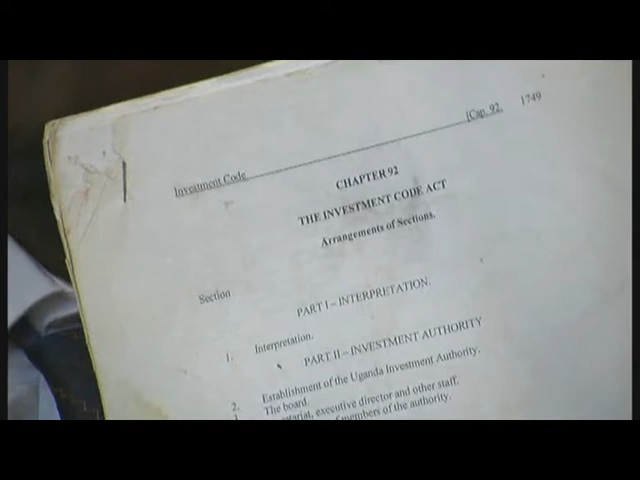 Investment Code [Cap. 92. 1749
CHAPTER 92
THE INVESTMENT CODE ACT
Arrangements of Sections.
Section
PART I – INTERPRETATION.
1. Interpretation.
PART II – INVESTMENT AUTHORITY
2. Establishment of the Uganda Investment Authority.
3. The board.
executive director and other staff.
members of the authority.